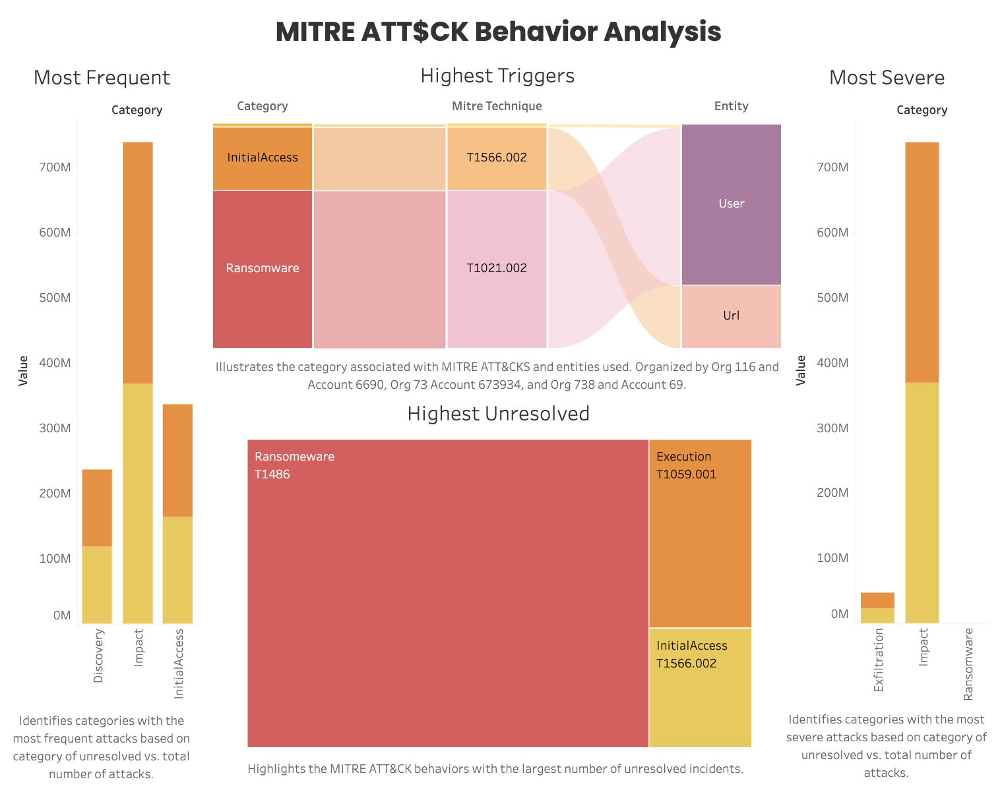 MITRE ATT$CK Behavior Analysis
Most Frequent
Category
Value
700M
600M
500M
400M
300M
200M
100M
0M
Discovery
Impact
InitialAccess
Identifies categories with the
most frequent attacks based on
category of unresolved vs. total
number of attacks.
Highest Triggers
Category
Mitre Technique
Entity
InitialAccess
T1566.002
User
Ransomware
T1021.002
Url
Illustrates the category associated with MITRE ATT&CKS and entities used. Organized by Org 116 and
Account 6690, Org 73 Account 673934, and Org 738 and Account 69.
Highest Unresolved
Ransomeware
T1486
Execution
T1059.001
InitialAccess
T1566.002
Highlights the MITRE ATT&CK behaviors with the largest number of unresolved incidents.
Most Severe
Category
Value
700M
600M
500M
400M
300M
200M
100M
0M
Exfiltration
Impact
Ransomware
Identifies categories with the most
severe attacks based on category of
unresolved vs. total number of
attacks.